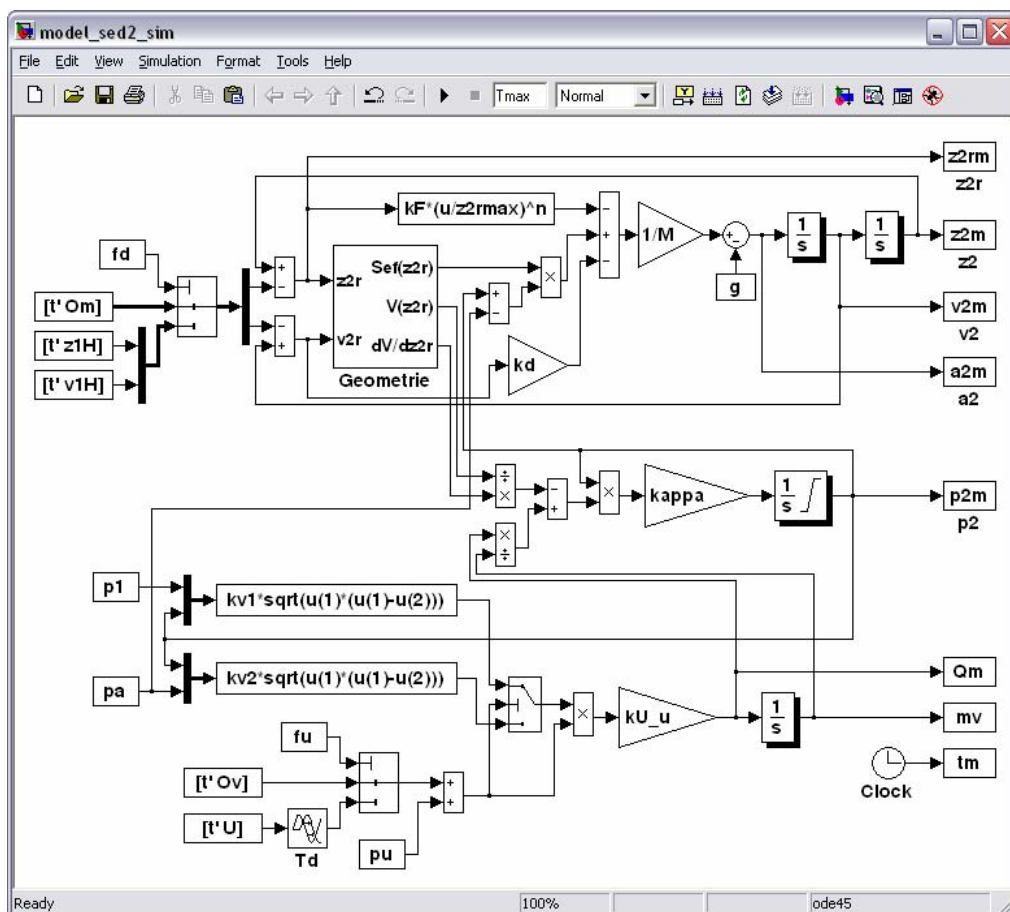 model_sed2_sim
File Edit View Simulation Format Tools Help
Tmax Normal
z2rm
z2r
kF*(u/z2rmax)^n
−
+
−
1/M
+
−
1
s
1
s
z2m
z2
fd
+
−
z2r
Sef(z2r)
×
g
[t' Om]
V(z2r)
+
−
v2m
v2
−
+
v2r
dV/dz2r
kd
[t' z1H]
[t' v1H]
Geometrie
a2m
a2
÷
×
−
+
×
kappa
1
s
p2m
p2
×
÷
p1
kv1*sqrt(u(1)*(u(1)-u(2)))
pa
kv2*sqrt(u(1)*(u(1)-u(2)))
Qm
×
kU_u
1
s
mv
fu
[t' Ov]
+
+
tm
Clock
[t' U]
Td
pu
Ready 100% ode45